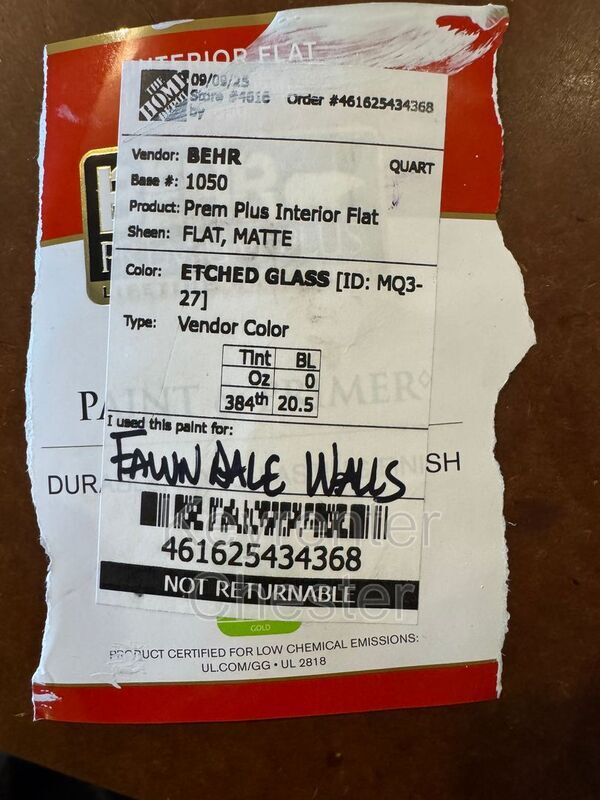 INTERIOR FLAT
THE HOME DEPOT
09/09/25
Store #4616 Order #461625434368
by
Vendor: BEHR QUART
Base #: 1050
Product: Prem Plus Interior Flat
Sheen: FLAT, MATTE
Color: ETCHED GLASS [ID: MQ3-
27]
Type: Vendor Color
Tint BL
Oz 0
384th 20.5
I used this paint for:
FAWN DALE WALLS
461625434368
NOT RETURNABLE
Keyrenter
Chester
GOLD
PRODUCT CERTIFIED FOR LOW CHEMICAL EMISSIONS:
UL.COM/GG • UL 2818